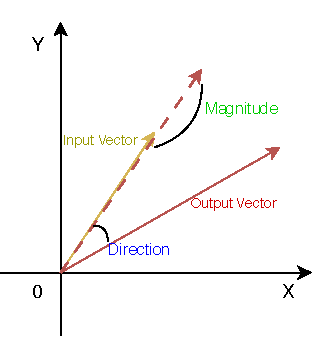 Y
Magnitude
Input Vector
Output Vector
Direction
0
X